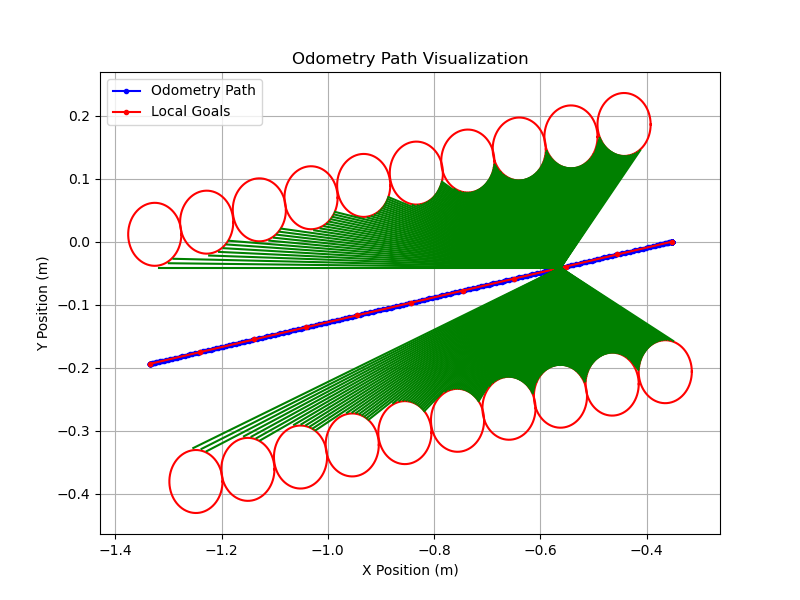 Odometry Path Visualization
Odometry Path
Local Goals
0.2
0.1
0.0
−0.1
−0.2
−0.3
−0.4
Y Position (m)
−1.4
−1.2
−1.0
−0.8
−0.6
−0.4
X Position (m)